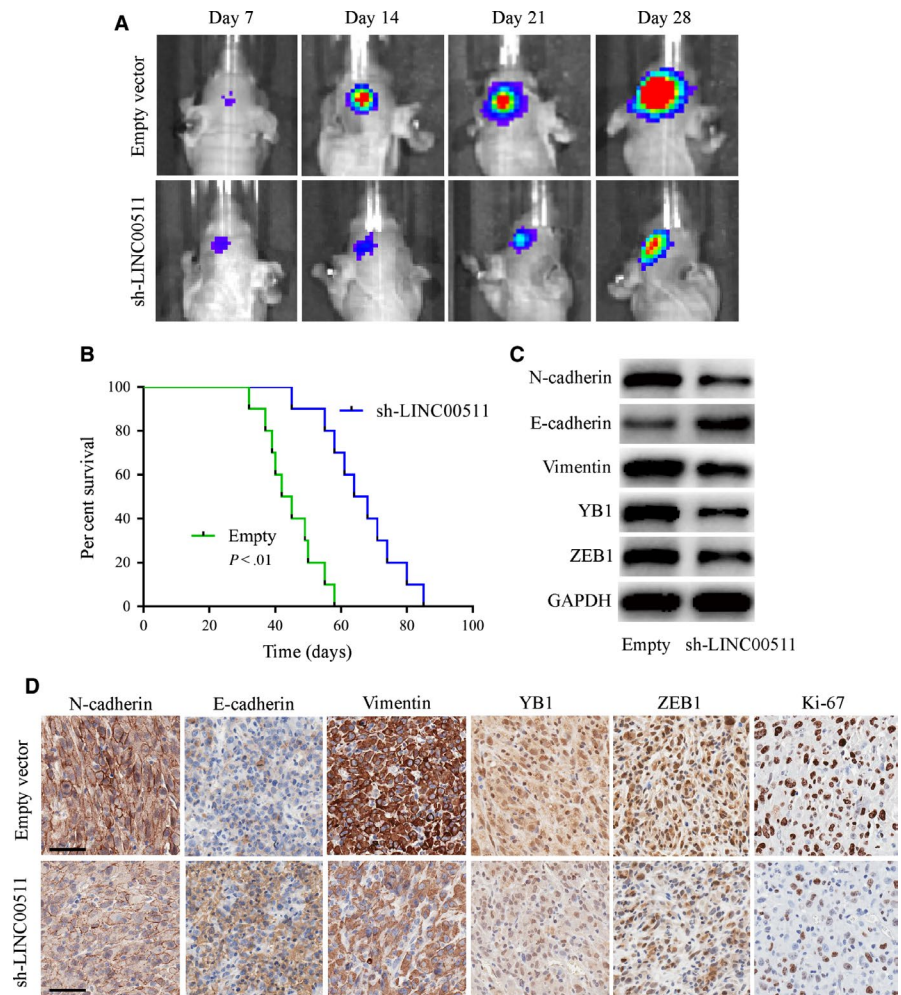 A
Day 7 Day 14 Day 21 Day 28
Empty vector
sh-LINC00511
B
Per cent survival
100
80
60
40
20
0
sh-LINC00511
Empty
P < .01
0 20 40 60 80 100
Time (days)
C
N-cadherin
E-cadherin
Vimentin
YB1
ZEB1
GAPDH
Empty sh-LINC00511
D
N-cadherin E-cadherin Vimentin YB1 ZEB1 Ki-67
Empty vector
sh-LINC00511